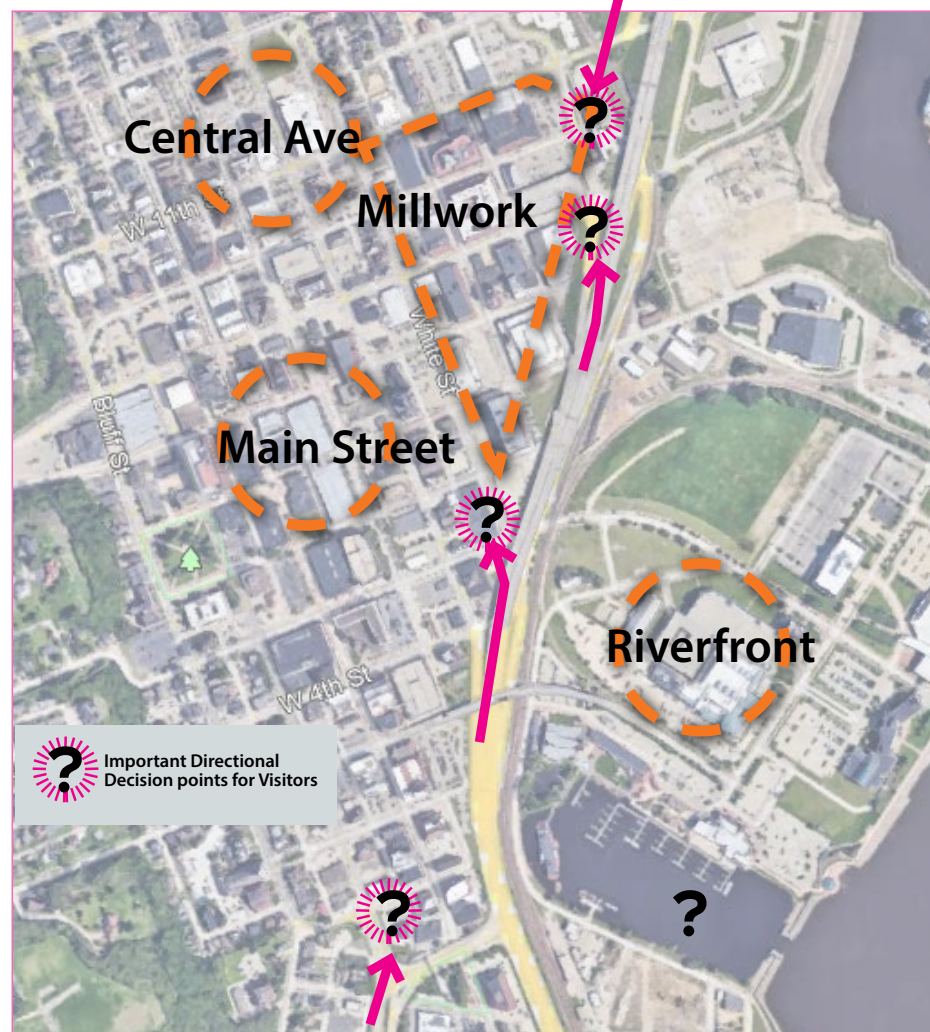 ?
Central Ave
?
Millwork
W 11th St
White St
Main Street
Bluff St
?
Riverfront
W 4th St
? Important Directional
Decision points for Visitors
?
?